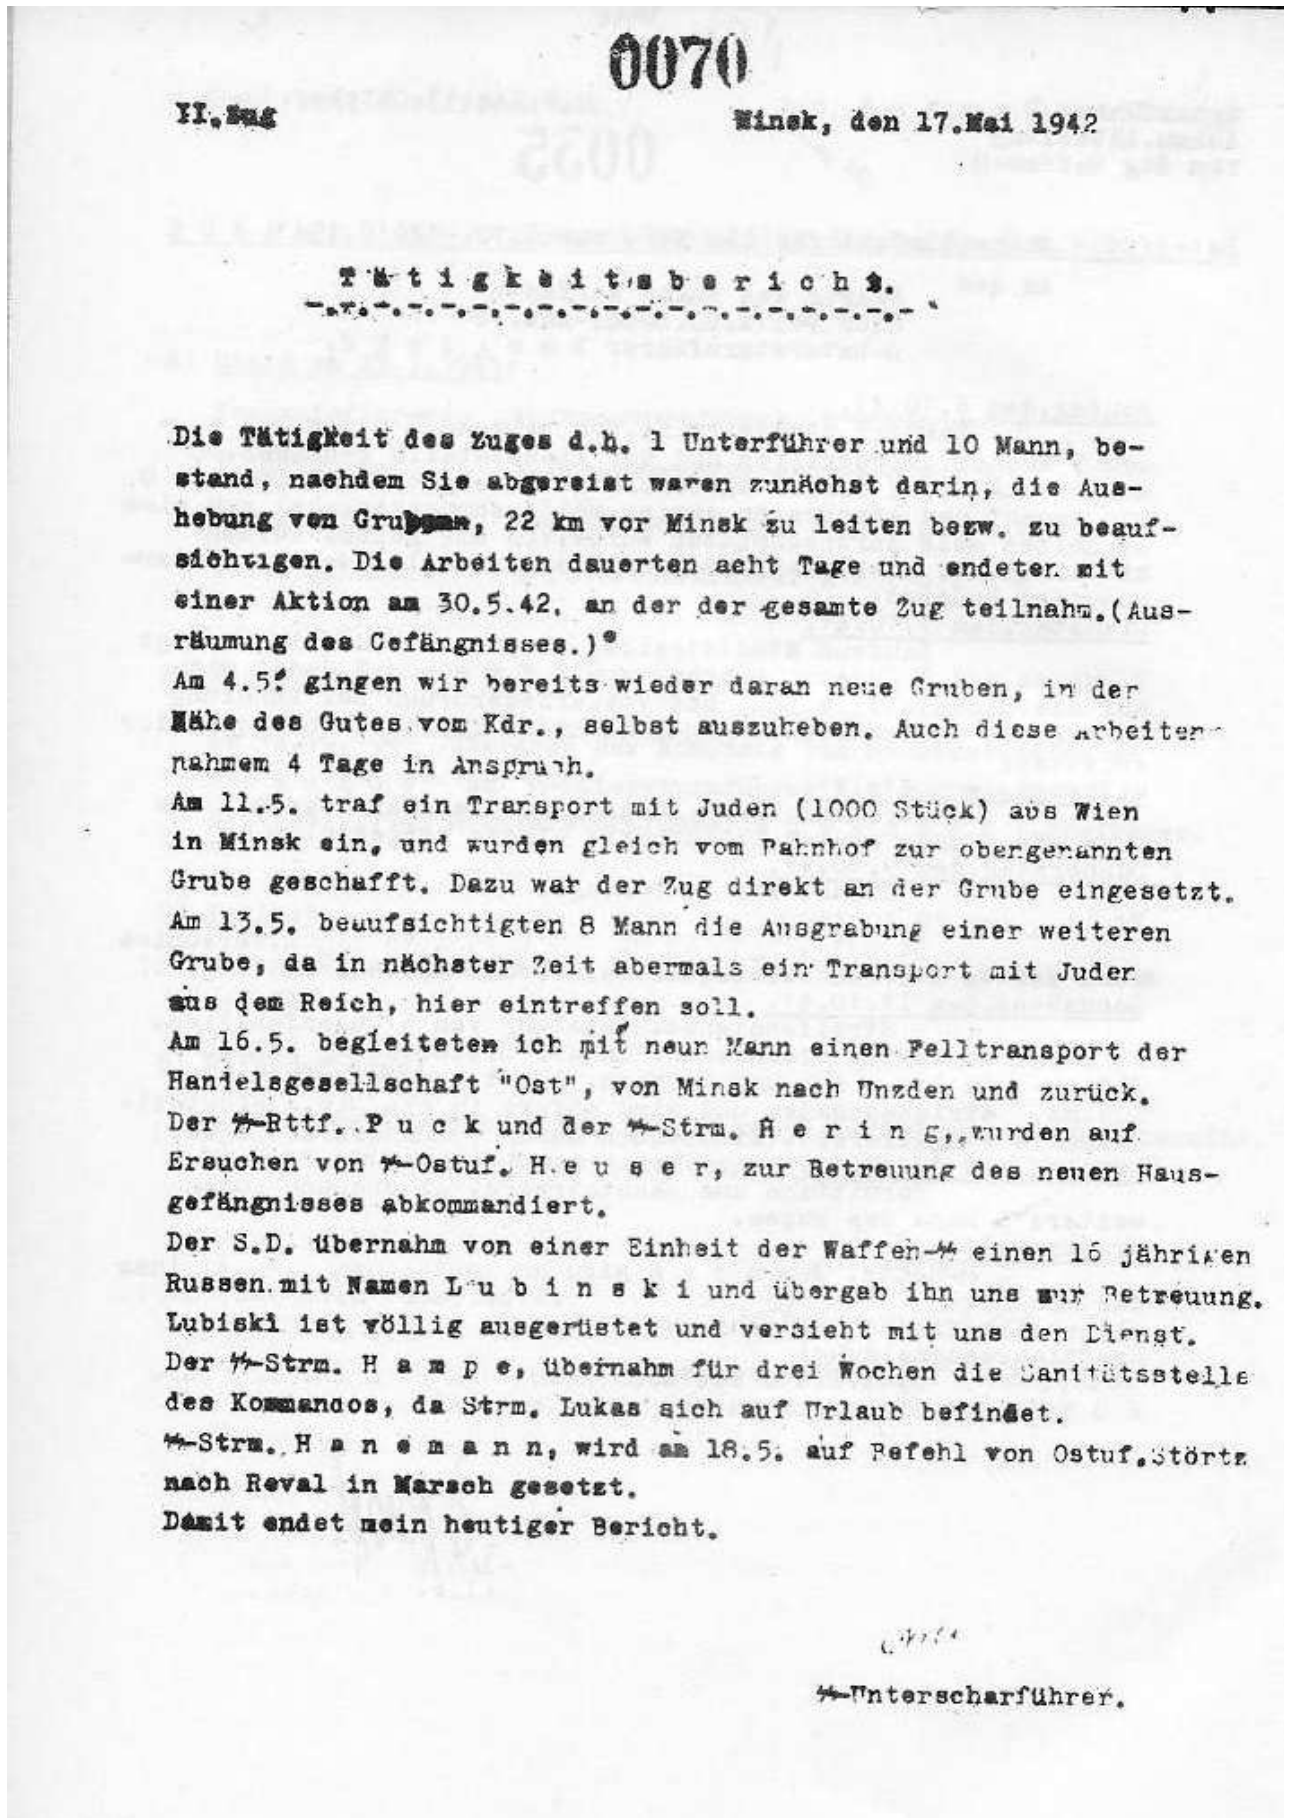 0070
II.Zug
Minsk, den 17.Mai 1942
T ä t i g k e i t s b e r i c h t.
Die Tätigkeit des Zuges d.h. 1 Unterführer und 10 Mann, be-
stand, nachdem Sie abgereist waren zunächst darin, die Aus-
hebung von Gruben, 22 km vor Minsk zu leiten bezw. zu beauf-
sichtigen. Die Arbeiten dauerten acht Tage und endeten mit
einer Aktion am 30.5.42. an der der gesamte Zug teilnahm.(Aus-
räumung des Gefängnisses.)
Am 4.5. gingen wir bereits wieder daran neue Gruben, in der
Nähe des Gutes vom Kdr., selbst auszuheben. Auch diese Arbeiten
nahmem 4 Tage in Anspruch.
Am 11.5. traf ein Transport mit Juden (1000 Stück) aus Wien
in Minsk ein, und wurden gleich vom Bahnhof zur obengenannten
Grube geschafft. Dazu war der Zug direkt an der Grube eingesetzt.
Am 13.5. beaufsichtigten 8 Mann die Ausgrabung einer weiteren
Grube, da in nächster Zeit abermals ein Transport mit Juden
aus dem Reich, hier eintreffen soll.
Am 16.5. begleiteten ich mit neun Mann einen Felltransport der
Handelsgesellschaft "Ost", von Minsk nach Unzden und zurück.
Der SS-Rttf. P u c k und der SS-Strm. H e r i n g, wurden auf
Ersuchen von SS-Ostuf. H e u s e r, zur Betreuung des neuen Haus-
gefängnisses abkommandiert.
Der S.D. übernahm von einer Einheit der Waffen-SS einen 16 jährigen
Russen mit Namen L u b i n s k i und übergab ihn uns zur Betreuung.
Lubiski ist völlig ausgerüstet und versieht mit uns den Dienst.
Der SS-Strm. H a m p e, übernahm für drei Wochen die Sanitätsstelle
des Kommandos, da Strm. Lukas sich auf Urlaub befindet.
SS-Strm. H a n e m a n n, wird am 18.5. auf Befehl von Ostuf.Störtz
nach Reval in Marsch gesetzt.
Damit endet mein heutiger Bericht.
SS-Unterscharführer.